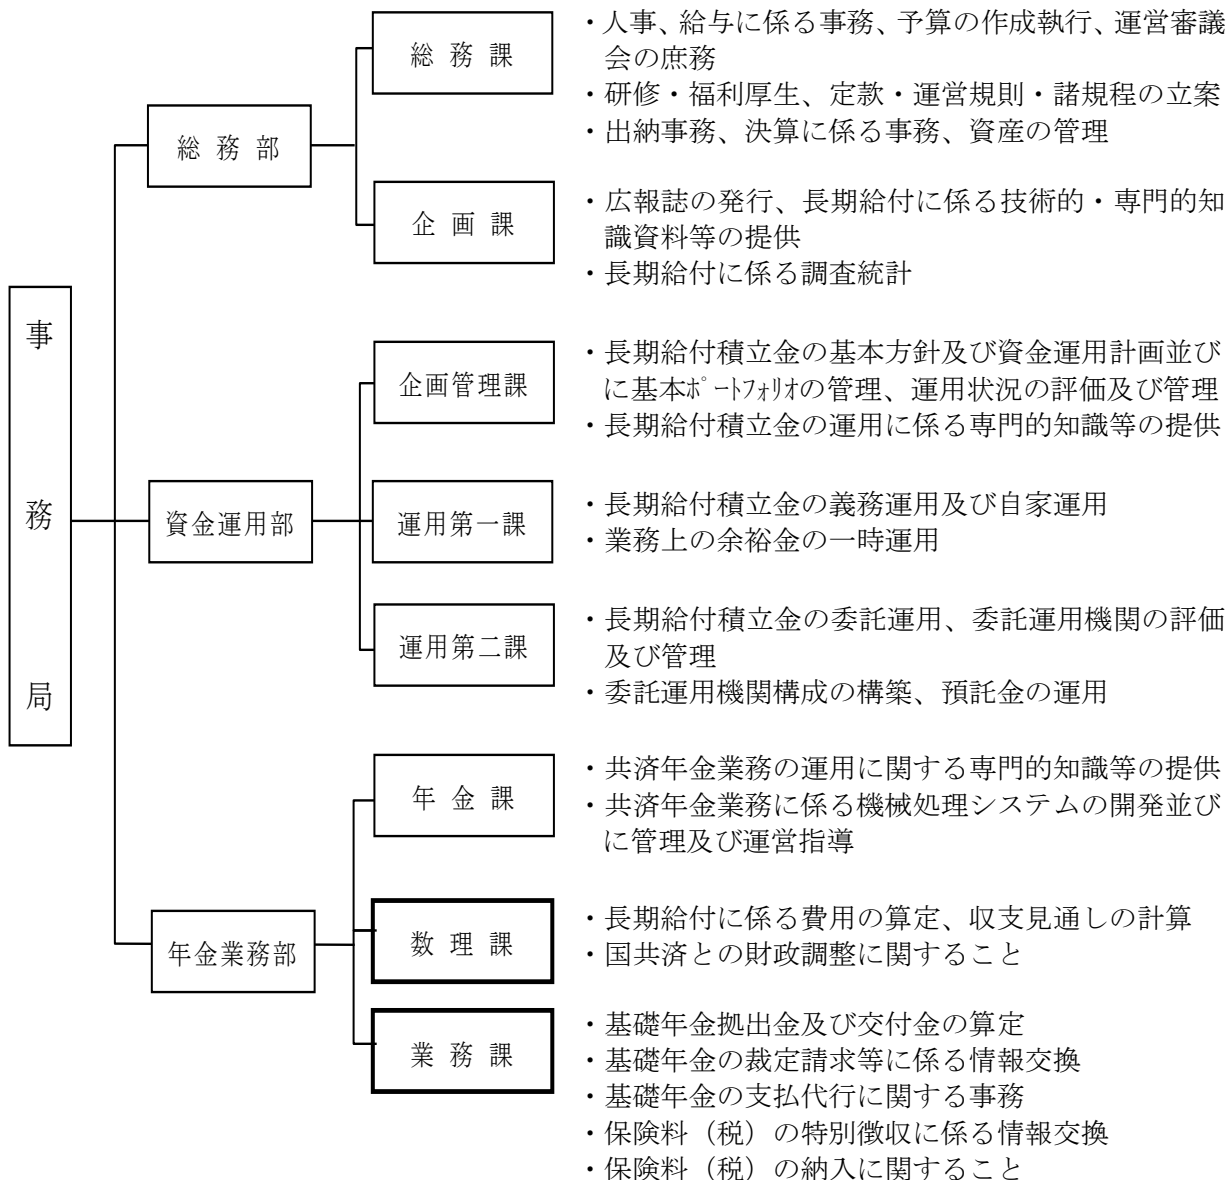 事務局
総務部
総務課
・人事、給与に係る事務、予算の作成執行、運営審議
会の庶務
・研修・福利厚生、定款・運営規則・諸規程の立案
・出納事務、決算に係る事務、資産の管理
企画課
・広報誌の発行、長期給付に係る技術的・専門的知
識資料等の提供
・長期給付に係る調査統計
資金運用部
企画管理課
・長期給付積立金の基本方針及び資金運用計画並び
に基本ﾎﾟｰﾄﾌｫﾘｵの管理、運用状況の評価及び管理
・長期給付積立金の運用に係る専門的知識等の提供
運用第一課
・長期給付積立金の義務運用及び自家運用
・業務上の余裕金の一時運用
運用第二課
・長期給付積立金の委託運用、委託運用機関の評価
及び管理
・委託運用機関構成の構築、預託金の運用
年金業務部
年金課
・共済年金業務の運用に関する専門的知識等の提供
・共済年金業務に係る機械処理システムの開発並び
に管理及び運営指導
数理課
・長期給付に係る費用の算定、収支見通しの計算
・国共済との財政調整に関すること
業務課
・基礎年金拠出金及び交付金の算定
・基礎年金の裁定請求等に係る情報交換
・基礎年金の支払代行に関する事務
・保険料（税）の特別徴収に係る情報交換
・保険料（税）の納入に関すること